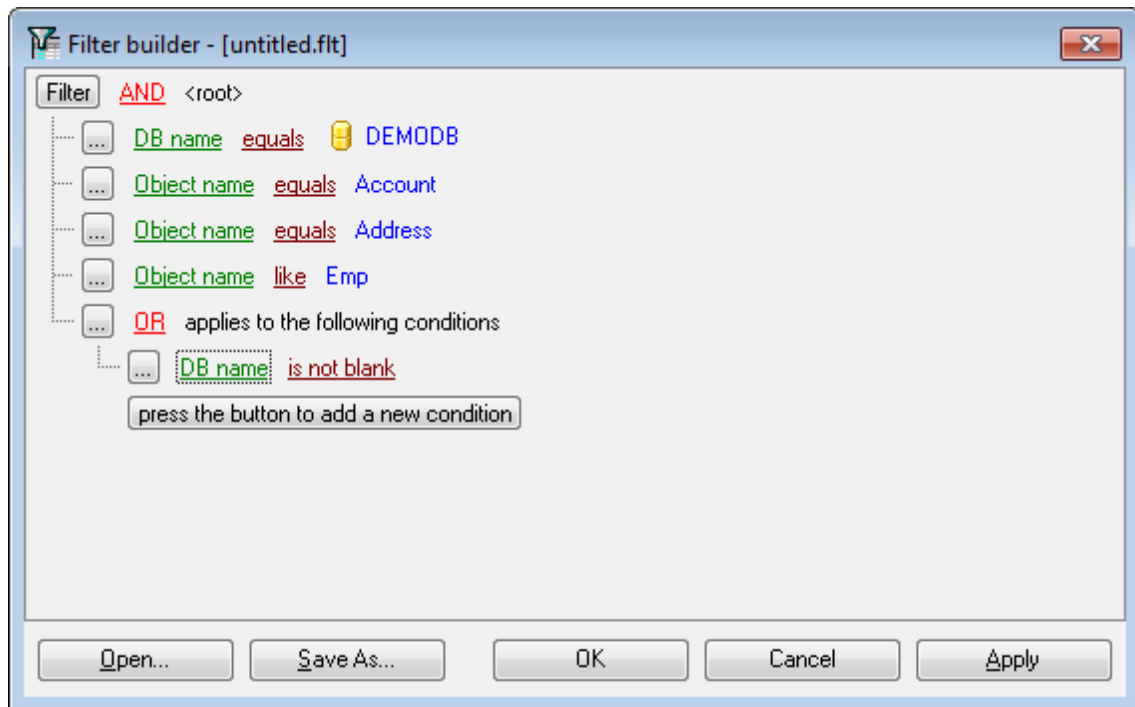 Filter builder - [untitled.flt]
Filter AND <root>
... DB name equals DEMODB
... Object name equals Account
... Object name equals Address
... Object name like Emp
... OR applies to the following conditions
... DB name is not blank
press the button to add a new condition
Open... Save As... OK Cancel Apply